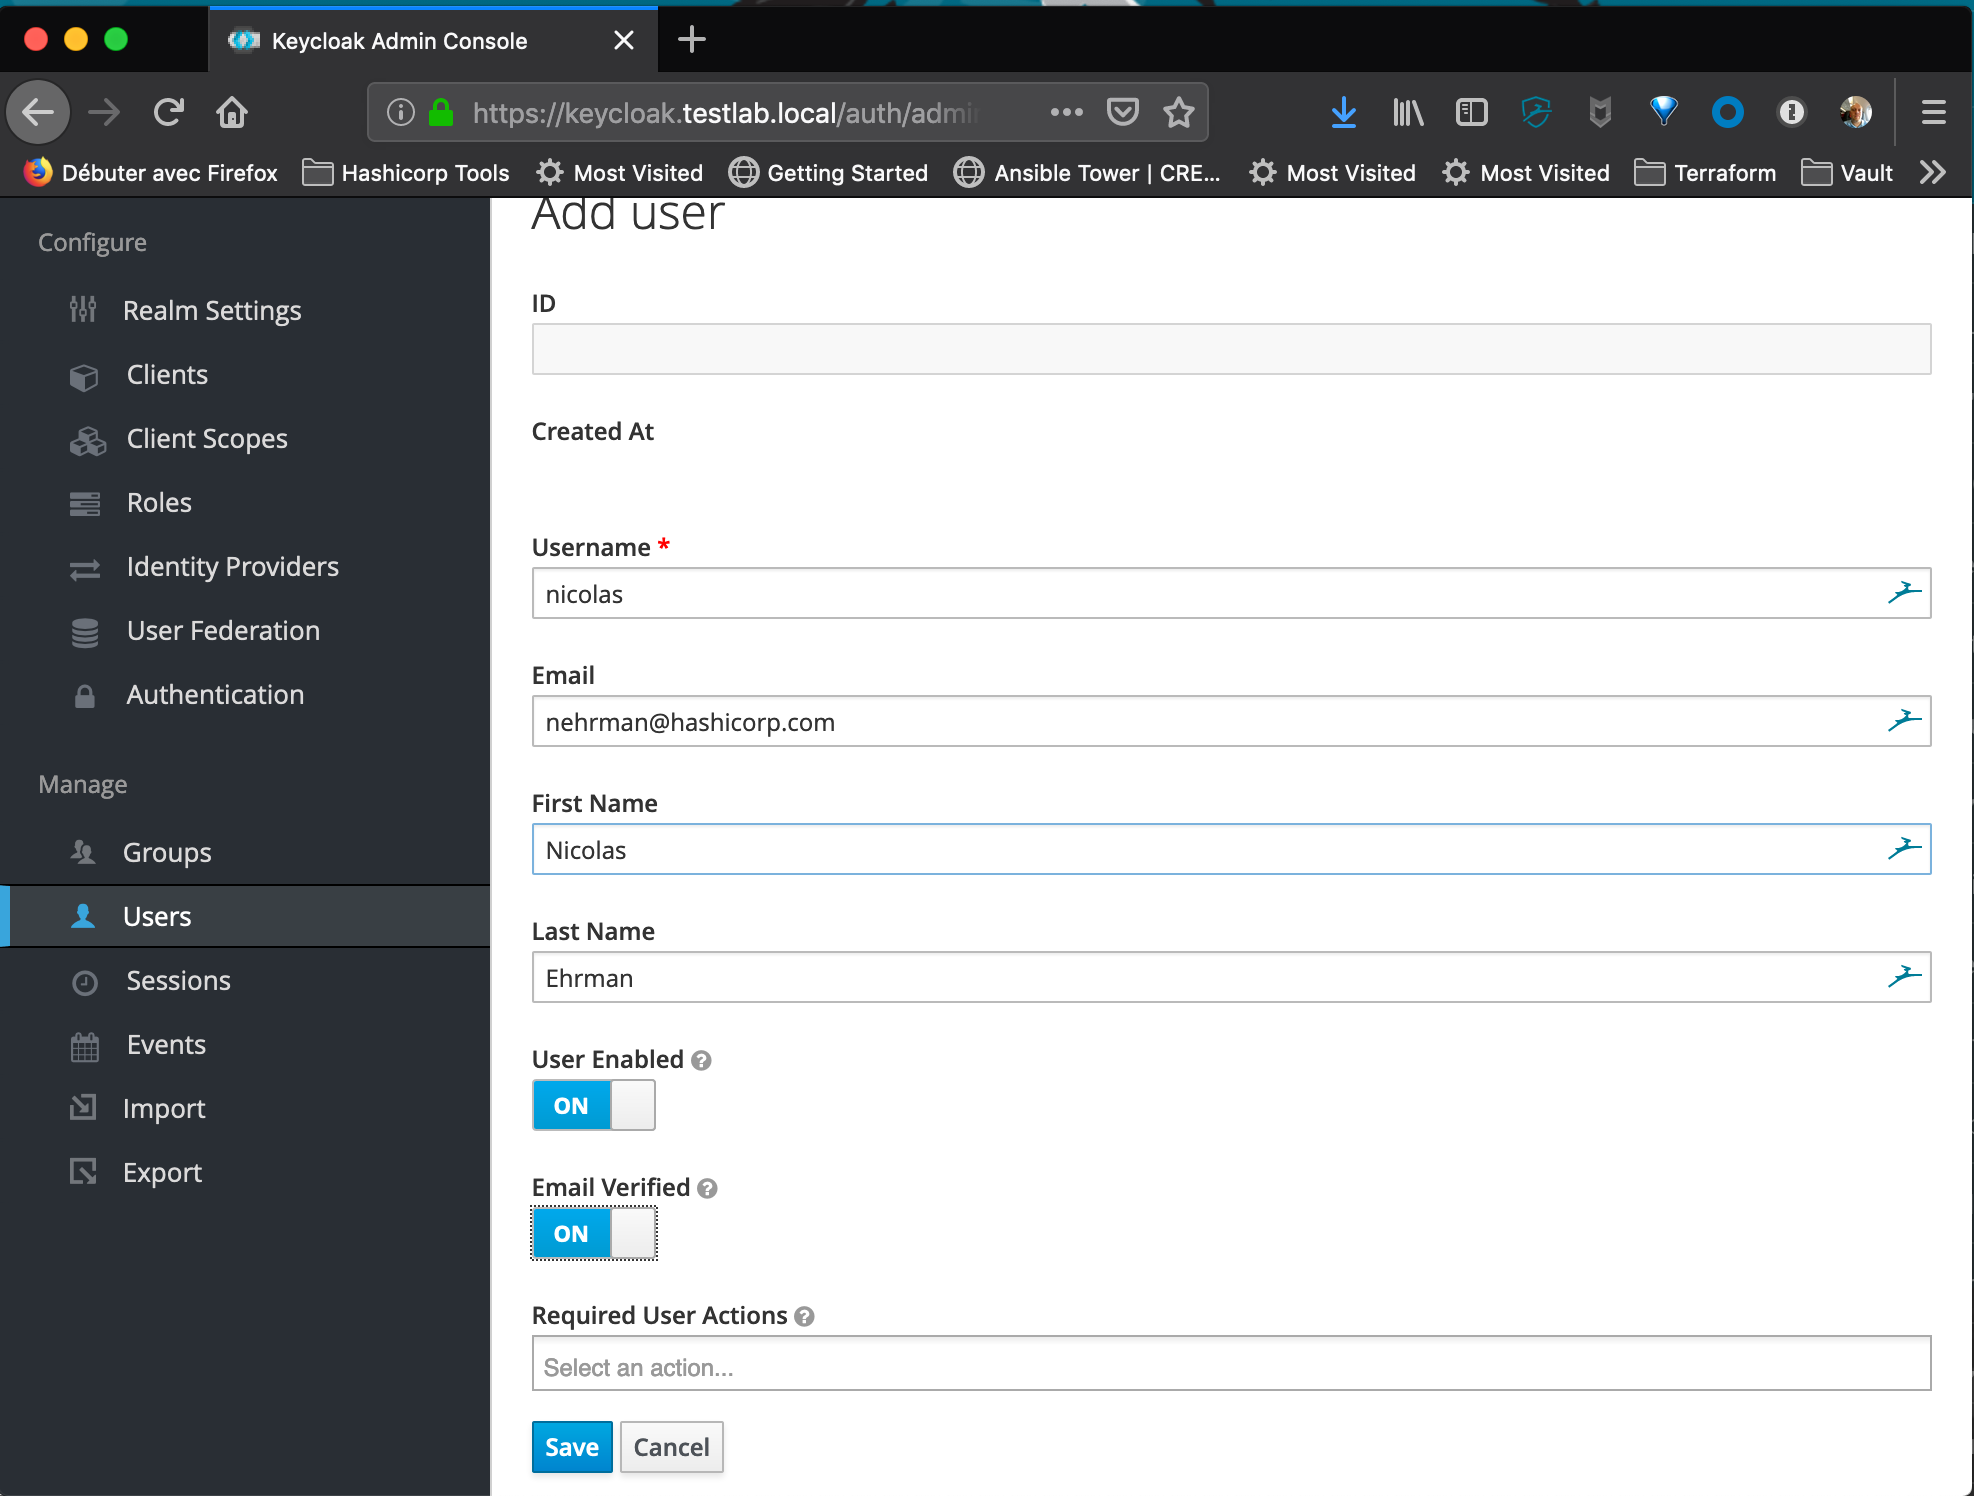 Keycloak Admin Console
https://keycloak.testlab.local/auth/admin
Débuter avec Firefox Hashicorp Tools Most Visited Getting Started Ansible Tower | CRE... Most Visited Most Visited Terraform Vault
Configure
Realm Settings
Clients
Client Scopes
Roles
Identity Providers
User Federation
Authentication
Manage
Groups
Users
Sessions
Events
Import
Export
Add user
ID
Created At
Username *
nicolas
Email
nehrman@hashicorp.com
First Name
Nicolas
Last Name
Ehrman
User Enabled
ON
Email Verified
ON
Required User Actions
Select an action...
Save Cancel